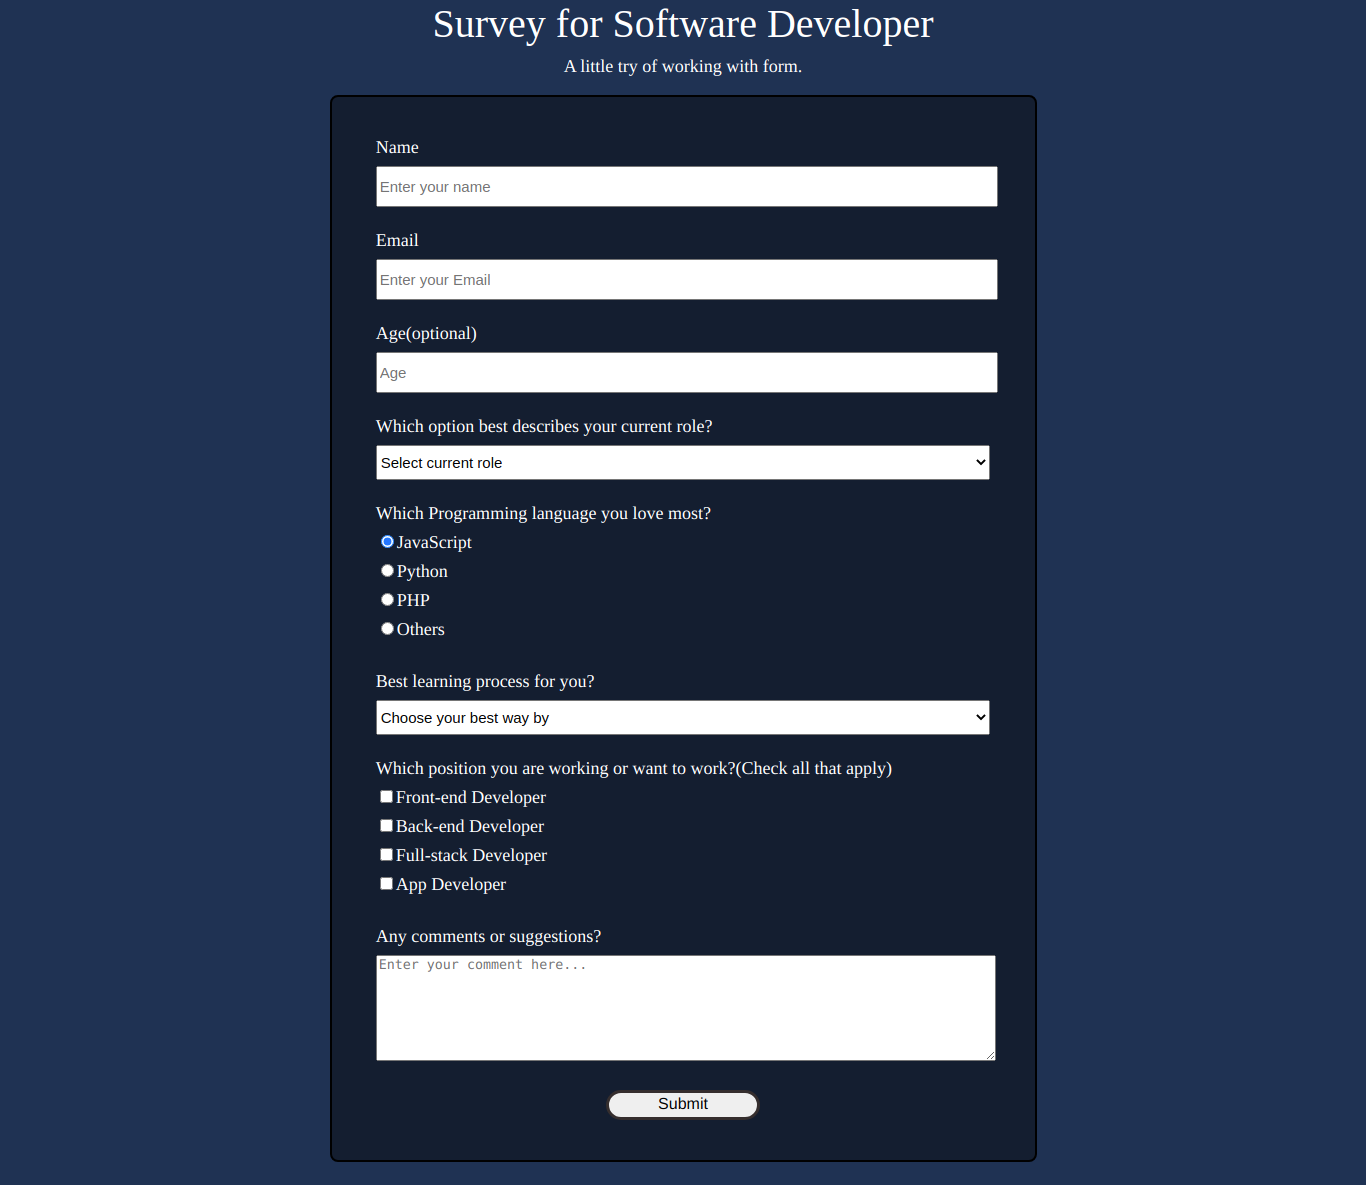 Survey for Software Developer
A little try of working with form.
Name
Enter your name
Email
Enter your Email
Age(optional)
Age
Which option best describes your current role?
Select current role
Which Programming language you love most?
JavaScript
Python
PHP
Others
Best learning process for you?
Choose your best way by
Which position you are working or want to work?(Check all that apply)
Front-end Developer
Back-end Developer
Full-stack Developer
App Developer
Any comments or suggestions?
Enter your comment here...
Submit